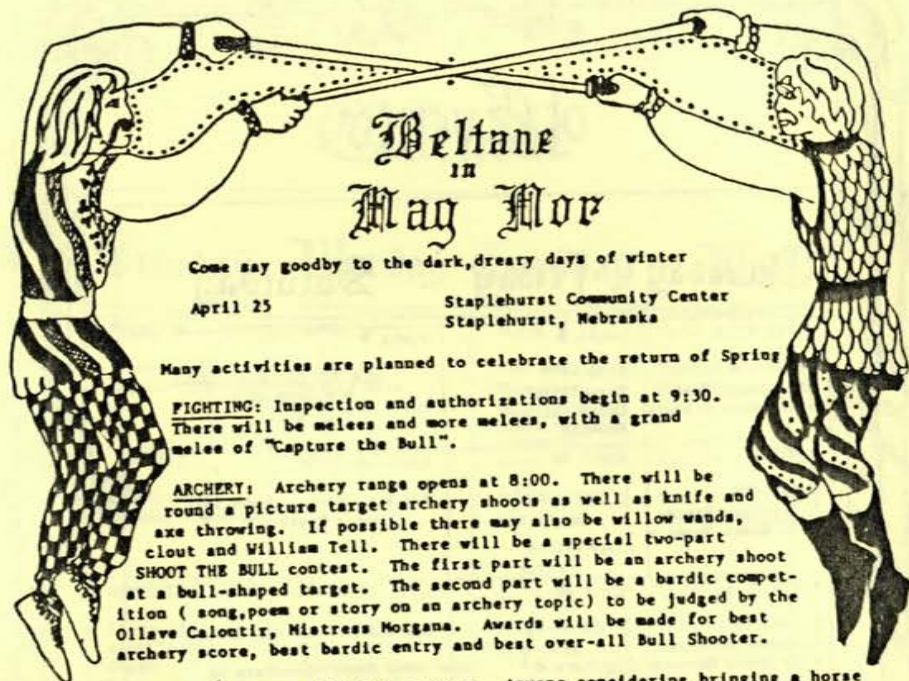 Beltane
in
Mag Mor
Come say goodby to the dark,dreary days of winter
April 25 Staplehurst Community Center
Staplehurst, Nebraska
Many activities are planned to celebrate the return of Spring
FIGHTING: Inspection and authorizations begin at 9:30.
There will be melees and more melees, with a grand
melee of "Capture the Bull".
ARCHERY: Archery range opens at 8:00. There will be
round a picture target archery shoots as well as knife and
axe throwing. If possible there may also be willow wands,
clout and William Tell. There will be a special two-part
SHOOT THE BULL contest. The first part will be an archery shoot
at a bull-shaped target. The second part will be a bardic compet-
ition ( song,poem or story on an archery topic) to be judged by the
Ollave Calontir, Mistress Morgana. Awards will be made for best
archery score, best bardic entry and best over-all Bull Shooter.
considering bringing a horse